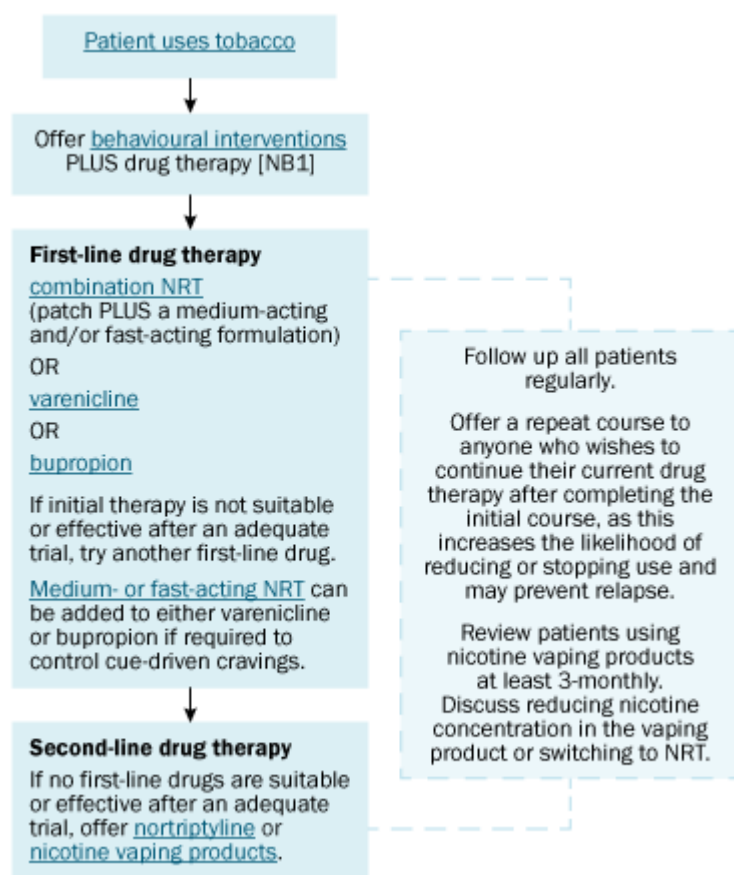 Patient uses tobacco
Offer behavioural interventions
PLUS drug therapy [NB1]
First-line drug therapy
combination NRT
(patch PLUS a medium-acting
and/or fast-acting formulation)
OR
varenicline
OR
bupropion
If initial therapy is not suitable
or effective after an adequate
trial, try another first-line drug.
Medium- or fast-acting NRT can
be added to either varenicline
or bupropion if required to
control cue-driven cravings.
Follow up all patients
regularly.
Offer a repeat course to
anyone who wishes to
continue their current drug
therapy after completing the
initial course, as this
increases the likelihood of
reducing or stopping use and
may prevent relapse.
Review patients using
nicotine vaping products
at least 3-monthly.
Discuss reducing nicotine
concentration in the vaping
product or switching to NRT.
Second-line drug therapy
If no first-line drugs are suitable
or effective after an adequate
trial, offer nortriptyline or
nicotine vaping products.